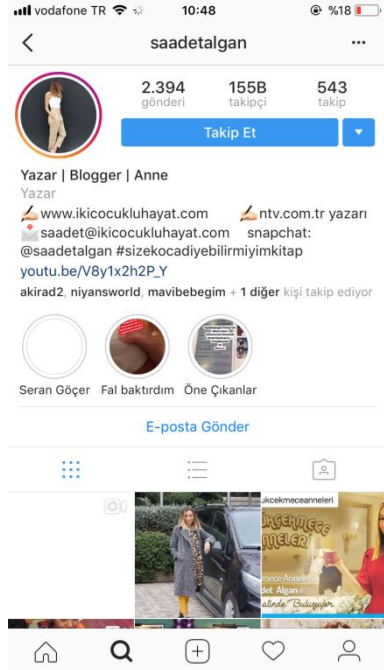 vodafone TR 10:48 %18
saadetalgan
2.394 155B 543
gönderi takipçi takip
Takip Et
Yazar | Blogger | Anne
Yazar
✍🏻www.ikicocukluhayat.com ✍🏻ntv.com.tr yazarı
📩saadet@ikicocukluhayat.com snapchat:
@saadetalgan #sizekocadiyebilirmiyimkitap
youtu.be/V8y1x2h2P_Y
akirad2, niyansworld, mavibebegim + 1 diğer kişi takip ediyor
Seran Göçer Fal baktırdım Öne Çıkanlar
E-posta Gönder
ukcekmeceanneleri